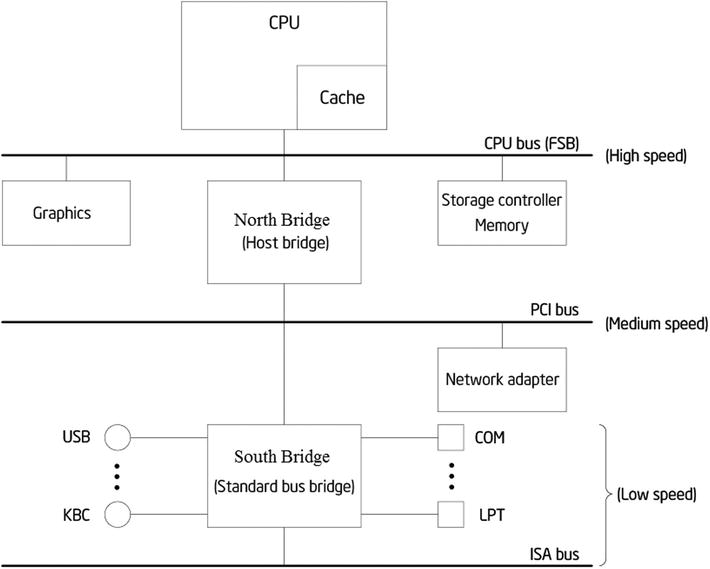 CPU
Cache
CPU bus (FSB)
(High speed)
Graphics
North Bridge
(Host bridge)
Storage controller
Memory
PCI bus
(Medium speed)
Network adapter
USB
South Bridge
(Standard bus bridge)
COM
KBC
LPT
(Low speed)
ISA bus